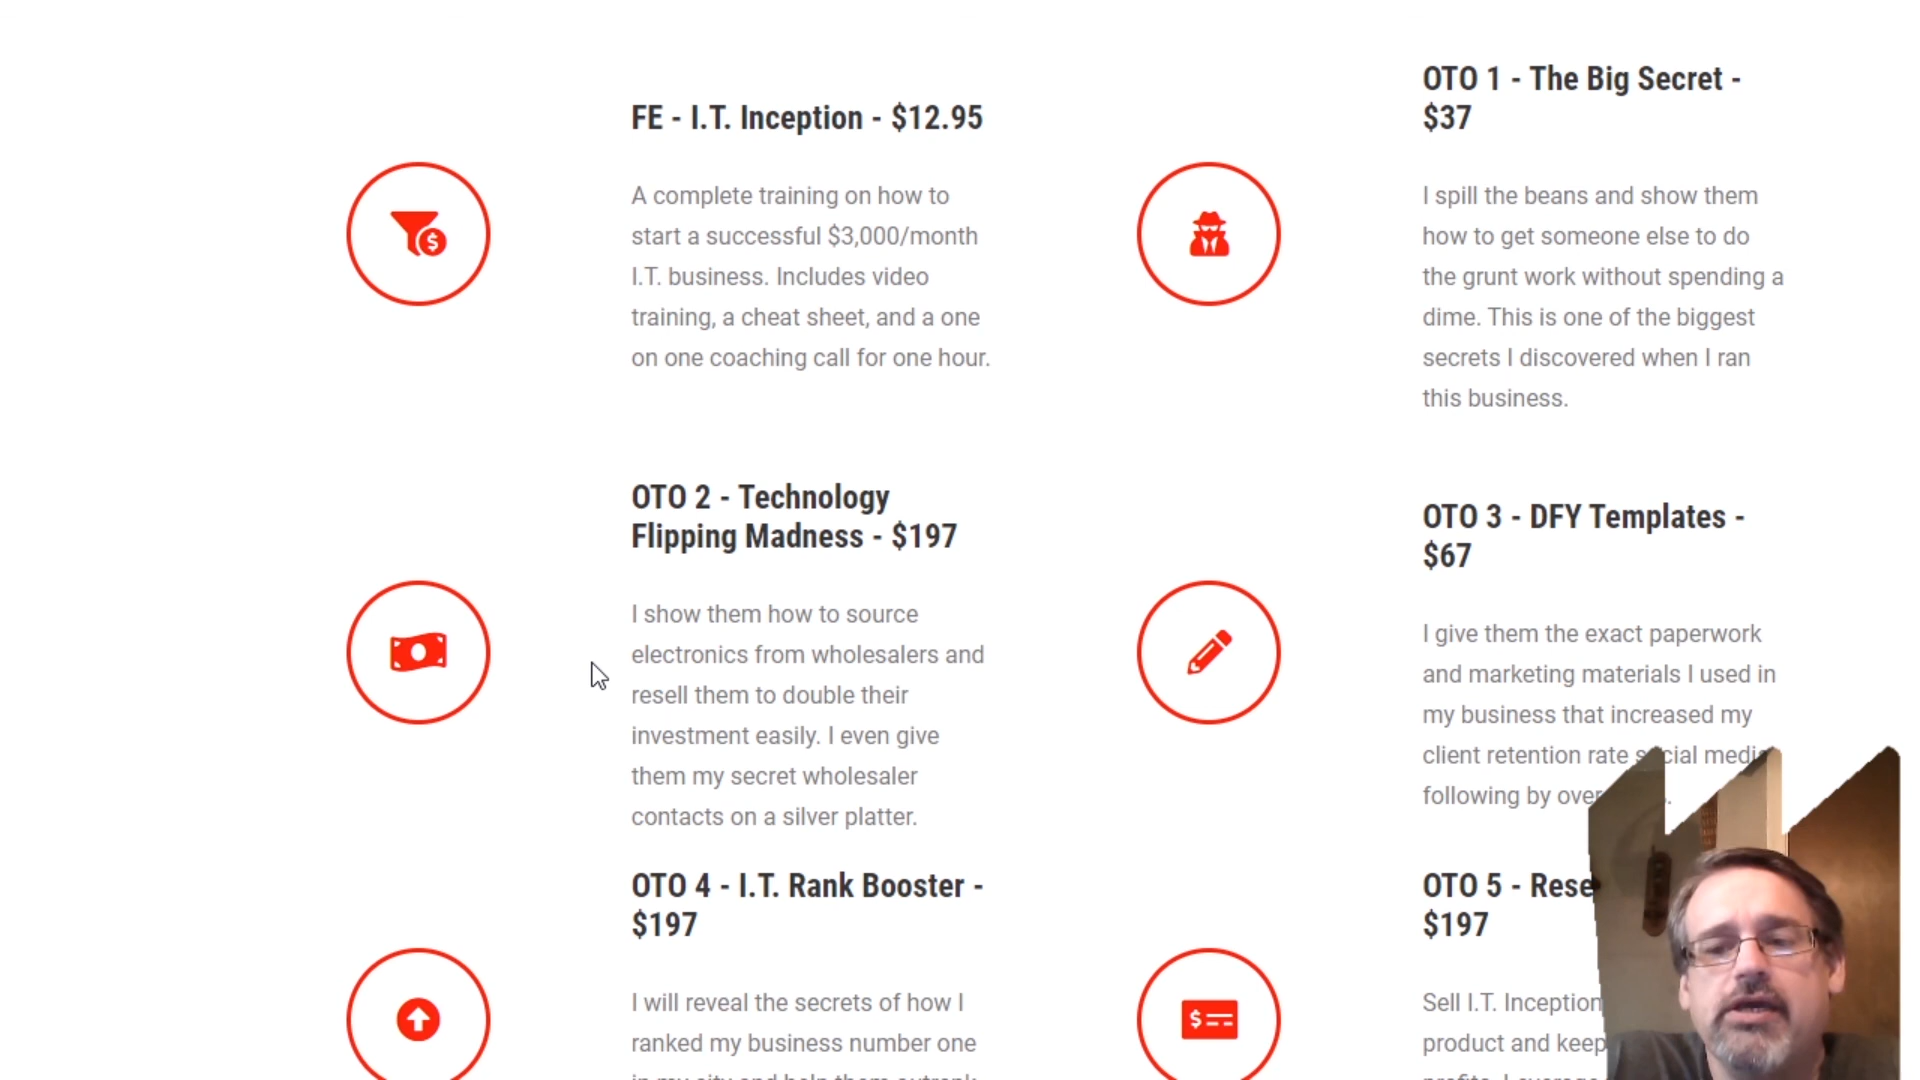 FE - I.T. Inception - $12.95
A complete training on how to
start a successful $3,000/month
I.T. business. Includes video
training, a cheat sheet, and a one
on one coaching call for one hour.
OTO 1 - The Big Secret -
$37
I spill the beans and show them
how to get someone else to do
the grunt work without spending a
dime. This is one of the biggest
secrets I discovered when I ran
this business.
OTO 2 - Technology
Flipping Madness - $197
I show them how to source
electronics from wholesalers and
resell them to double their
investment easily. I even give
them my secret wholesaler
contacts on a silver platter.
OTO 3 - DFY Templates -
$67
I give them the exact paperwork
and marketing materials I used in
my business that increased my
client retention rate
following by over
OTO 4 - I.T. Rank Booster -
$197
I will reveal the secrets of how I
ranked my business number one
OTO 5 -
$197
Sell I.T. Inception
product and keep